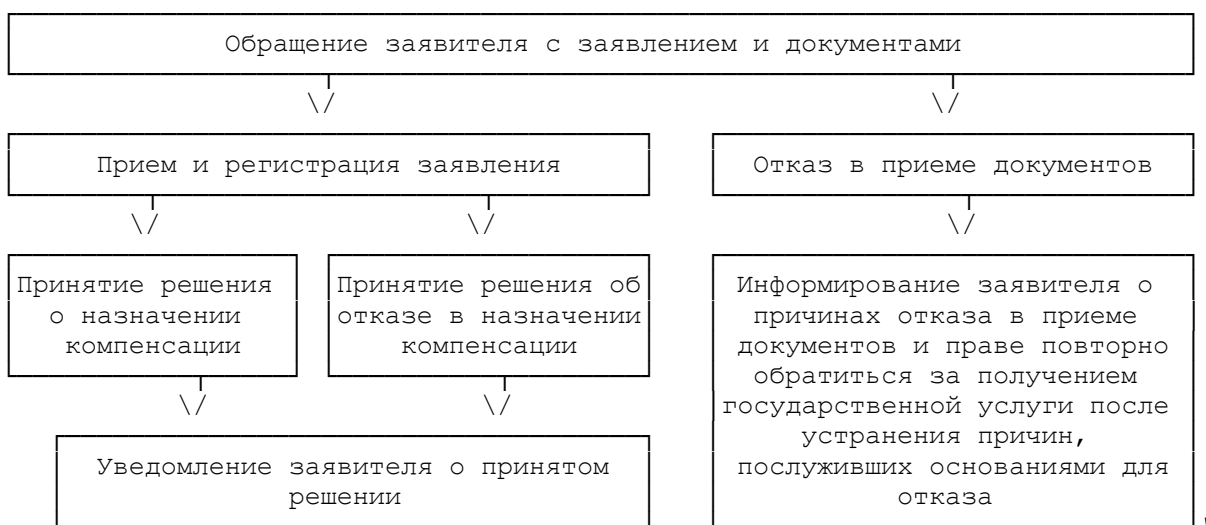 Обращение заявителя с заявлением и документами
\/ \/
Прием и регистрация заявления
Отказ в приеме документов
\/ \/ \/
Принятие решения
о назначении
компенсации
Принятие решения об
отказе в назначении
компенсации
Информирование заявителя о
причинах отказа в приеме
документов и праве повторно
обратиться за получением
государственной услуги после
устранения причин,
послуживших основаниями для
отказа
\/ \/
Уведомление заявителя о принятом
решении